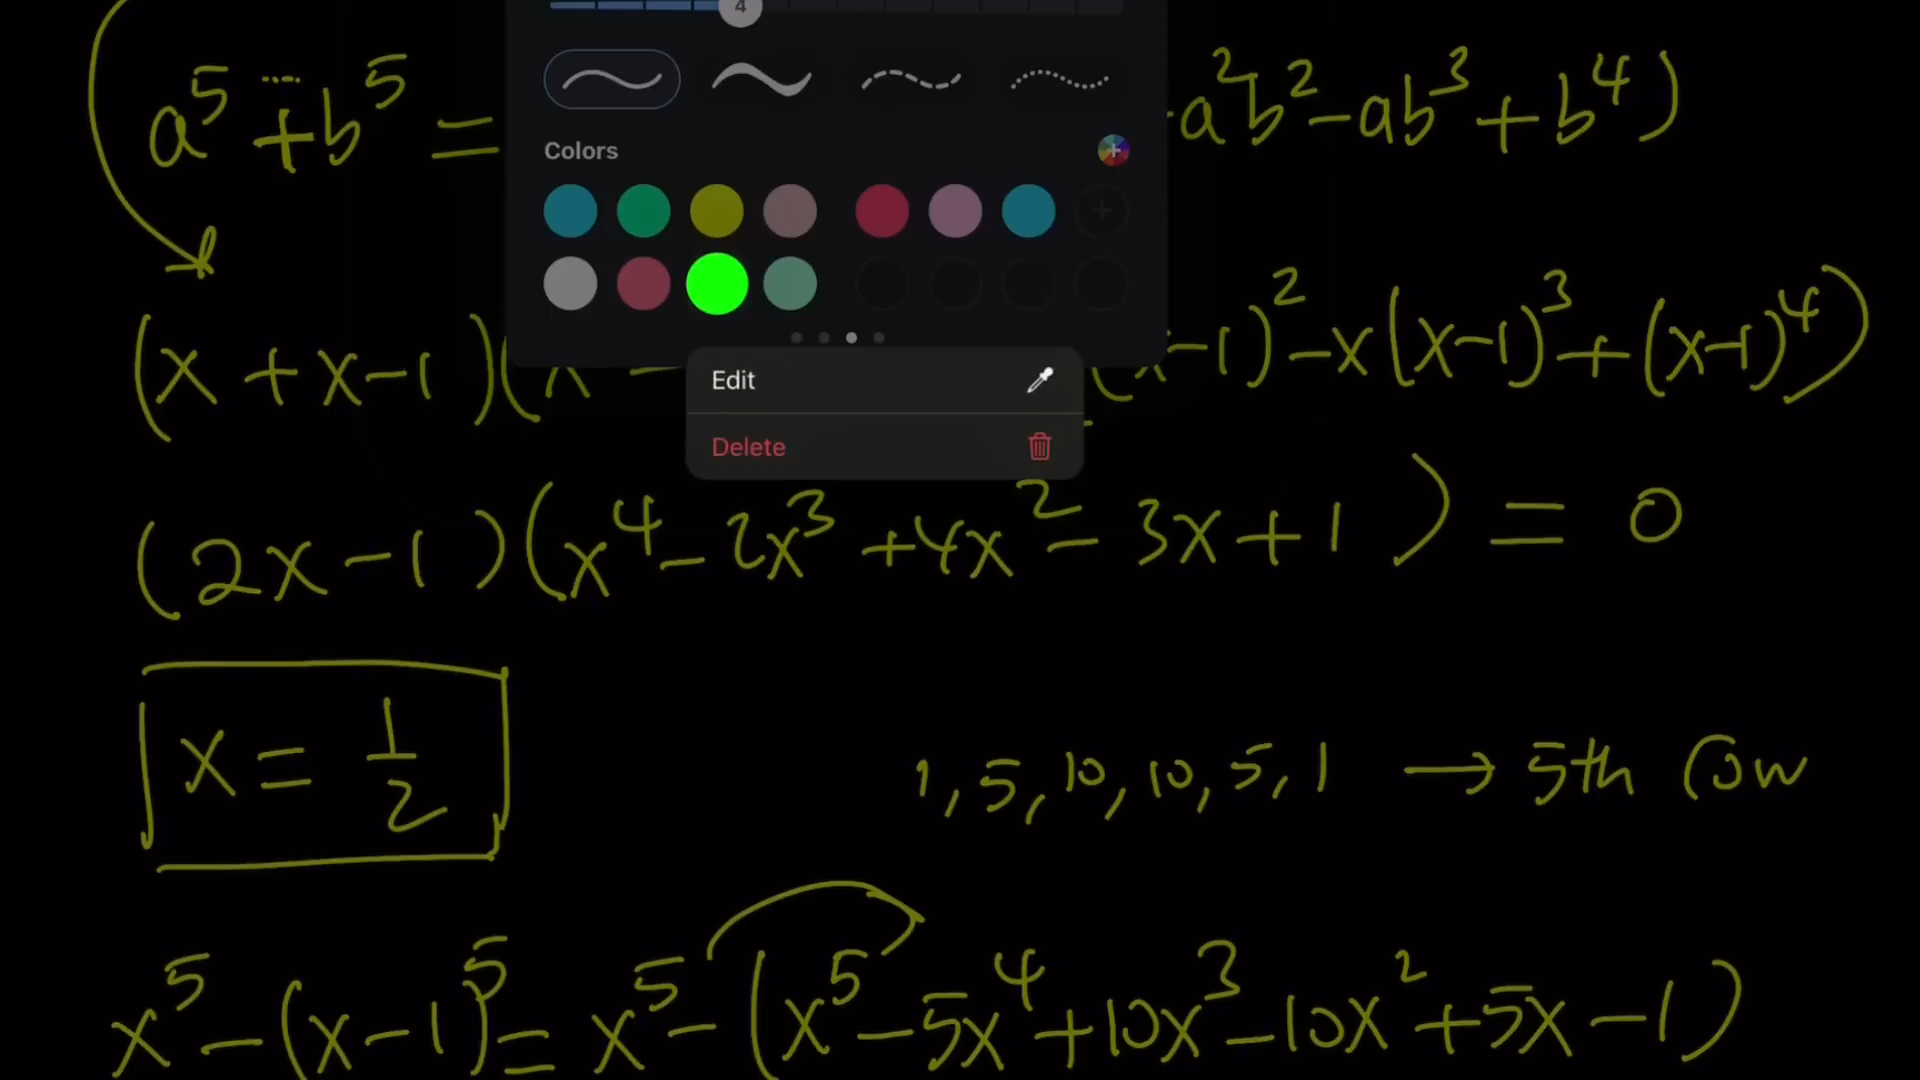 4
a⁵ + b⁵ = a²b² - ab³ + b⁴)
Colors
(x + x - 1)(x - -1)² - x(x-1)³ + (x-1)⁴)
Edit
Delete
(2x - 1)(x⁴ - 2x³ + 4x² - 3x + 1) = 0
x = 1/2
1, 5, 10, 10, 5, 1 → 5th row
x⁵ - (x - 1)⁵ = x⁵ - (x⁵ - 5x⁴ + 10x³ - 10x² + 5x - 1)